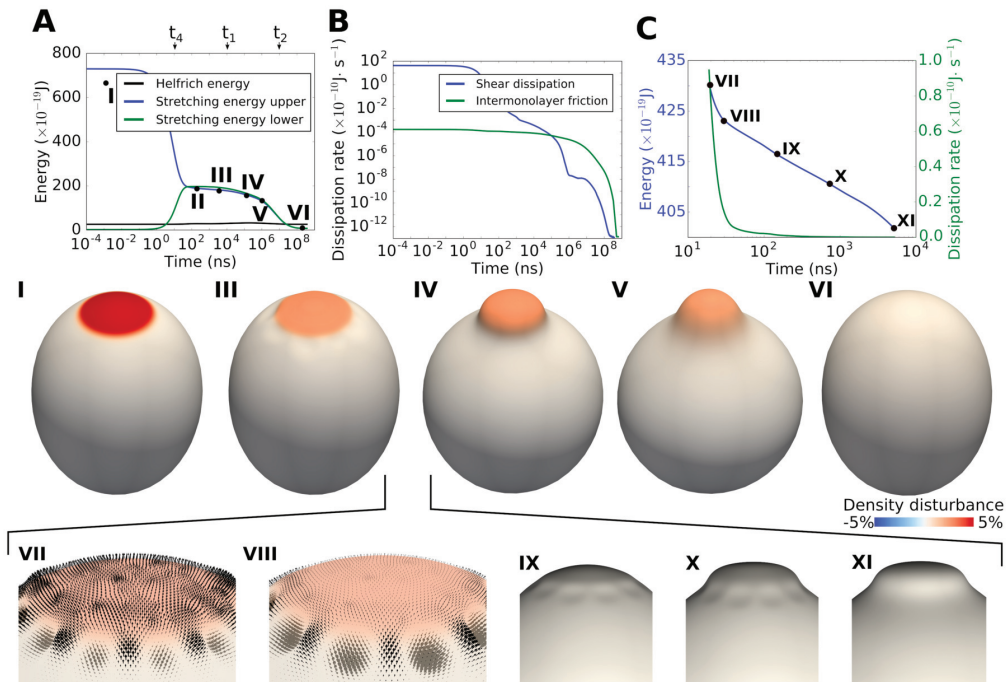 A
t₄ t₁ t₂
Energy (×10⁻¹⁹J)
800
600
400
200
0
Helfrich energy
Stretching energy upper
Stretching energy lower
I
II
III
IV
V
VI
10⁻⁴ 10⁻² 10⁰ 10² 10⁴ 10⁶ 10⁸
Time (ns)
B
Dissipation rate (×10⁻¹⁰J. s⁻¹)
10²
10⁰
10⁻²
10⁻⁴
10⁻⁶
10⁻⁸
10⁻¹⁰
10⁻¹²
Shear dissipation
Intermonolayer friction
10⁻⁴ 10⁻² 10⁰ 10² 10⁴ 10⁶ 10⁸
Time (ns)
C
Energy (×10⁻¹⁹J)
435
425
415
405
VII
VIII
IX
X
XI
10¹ 10² 10³ 10⁴
Time (ns)
1.0
0.8
0.6
0.4
0.2
0.0
Dissipation rate (×10⁻¹⁰J. s⁻¹)
I
III
IV
V
VI
Density disturbance
-5% 5%
VII
VIII
IX
X
XI